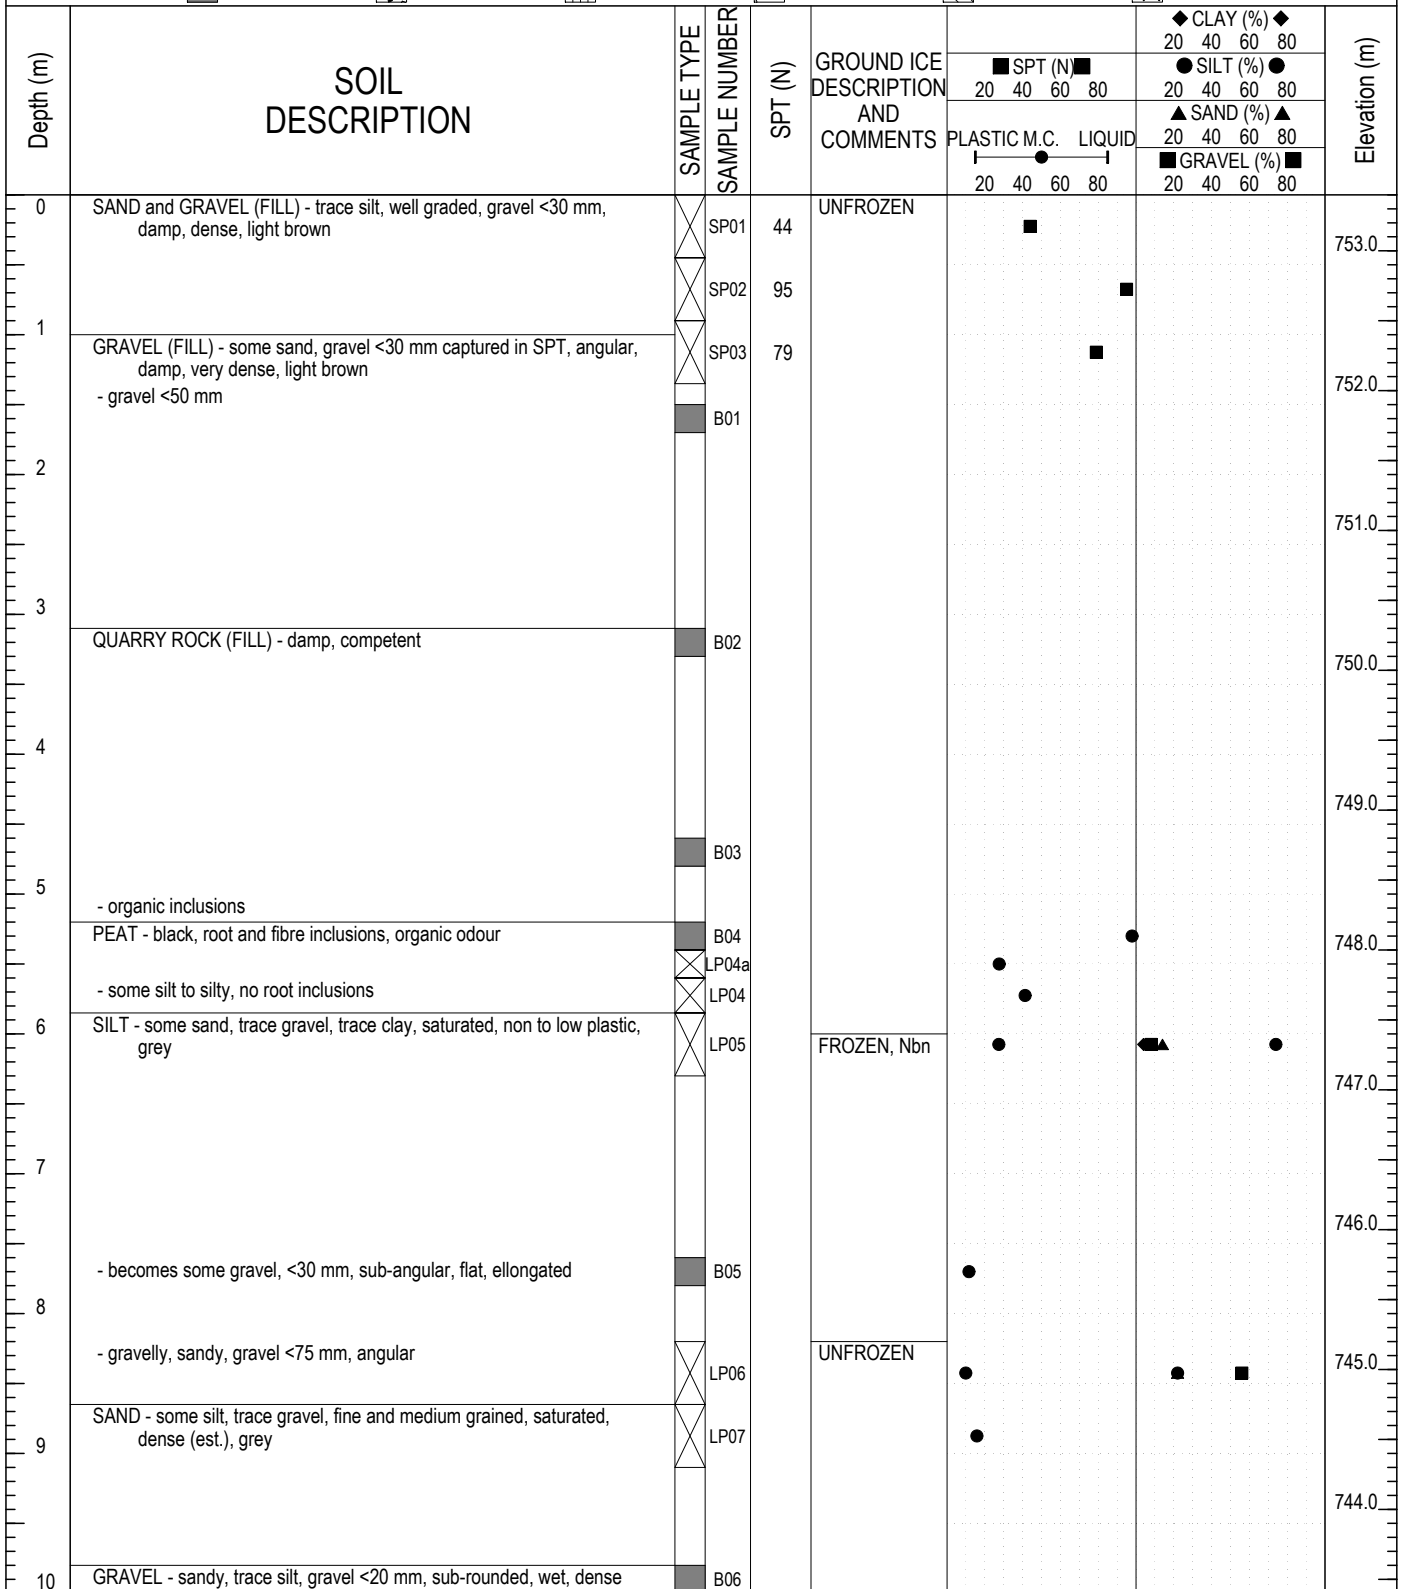 Depth (m)
SOIL
DESCRIPTION
SAMPLE TYPE
SAMPLE NUMBER
SPT (N)
GROUND ICE
DESCRIPTION
AND
COMMENTS
■ SPT (N) ■
20 40 60 80
PLASTIC M.C. LIQUID
20 40 60 80
◆ CLAY (%) ◆
20 40 60 80
● SILT (%) ●
20 40 60 80
▲ SAND (%) ▲
20 40 60 80
■ GRAVEL (%) ■
20 40 60 80
Elevation (m)
0
SAND and GRAVEL (FILL) - trace silt, well graded, gravel <30 mm,
damp, dense, light brown
SP01 44
UNFROZEN
753.0
SP02 95
1
GRAVEL (FILL) - some sand, gravel <30 mm captured in SPT, angular,
damp, very dense, light brown
SP03 79
- gravel <50 mm
752.0
B01
2
751.0
3
QUARRY ROCK (FILL) - damp, competent
B02
750.0
4
749.0
B03
5
- organic inclusions
PEAT - black, root and fibre inclusions, organic odour
B04
748.0
LP04a
- some silt to silty, no root inclusions
LP04
6
SILT - some sand, trace gravel, trace clay, saturated, non to low plastic,
grey
LP05
FROZEN, Nbn
747.0
7
746.0
- becomes some gravel, <30 mm, sub-angular, flat, ellongated
B05
8
- gravelly, sandy, gravel <75 mm, angular
UNFROZEN
745.0
LP06
SAND - some silt, trace gravel, fine and medium grained, saturated,
dense (est.), grey
LP07
9
744.0
10
GRAVEL - sandy, trace silt, gravel <20 mm, sub-rounded, wet, dense
B06